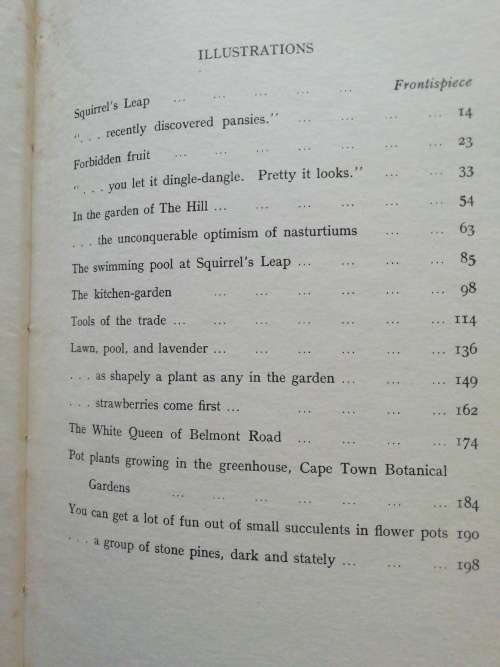 ILLUSTRATIONS
Squirrel's Leap ... ... ... ... ... Frontispiece
". . . recently discovered pansies." ... ... ... ... 14
Forbidden fruit ... ... ... ... ... ... 23
". . . you let it dingle-dangle. Pretty it looks." ... ... ... 33
In the garden of The Hill ... ... ... ... ... 54
. . . the unconquerable optimism of nasturtiums ... ... ... 63
The swimming pool at Squirrel's Leap ... ... ... ... 85
The kitchen-garden ... ... ... ... ... 98
Tools of the trade ... ... ... ... ... ... 114
Lawn, pool, and lavender ... ... ... ... ... 136
. . . as shapely a plant as any in the garden ... ... ... 149
. . . strawberries come first ... ... ... ... ... 162
The White Queen of Belmont Road ... ... ... ... 174
Pot plants growing in the greenhouse, Cape Town Botanical
Gardens ... ... ... ... ... ... ... 184
You can get a lot of fun out of small succulents in flower pots 190
. . . a group of stone pines, dark and stately ... ... ... 198